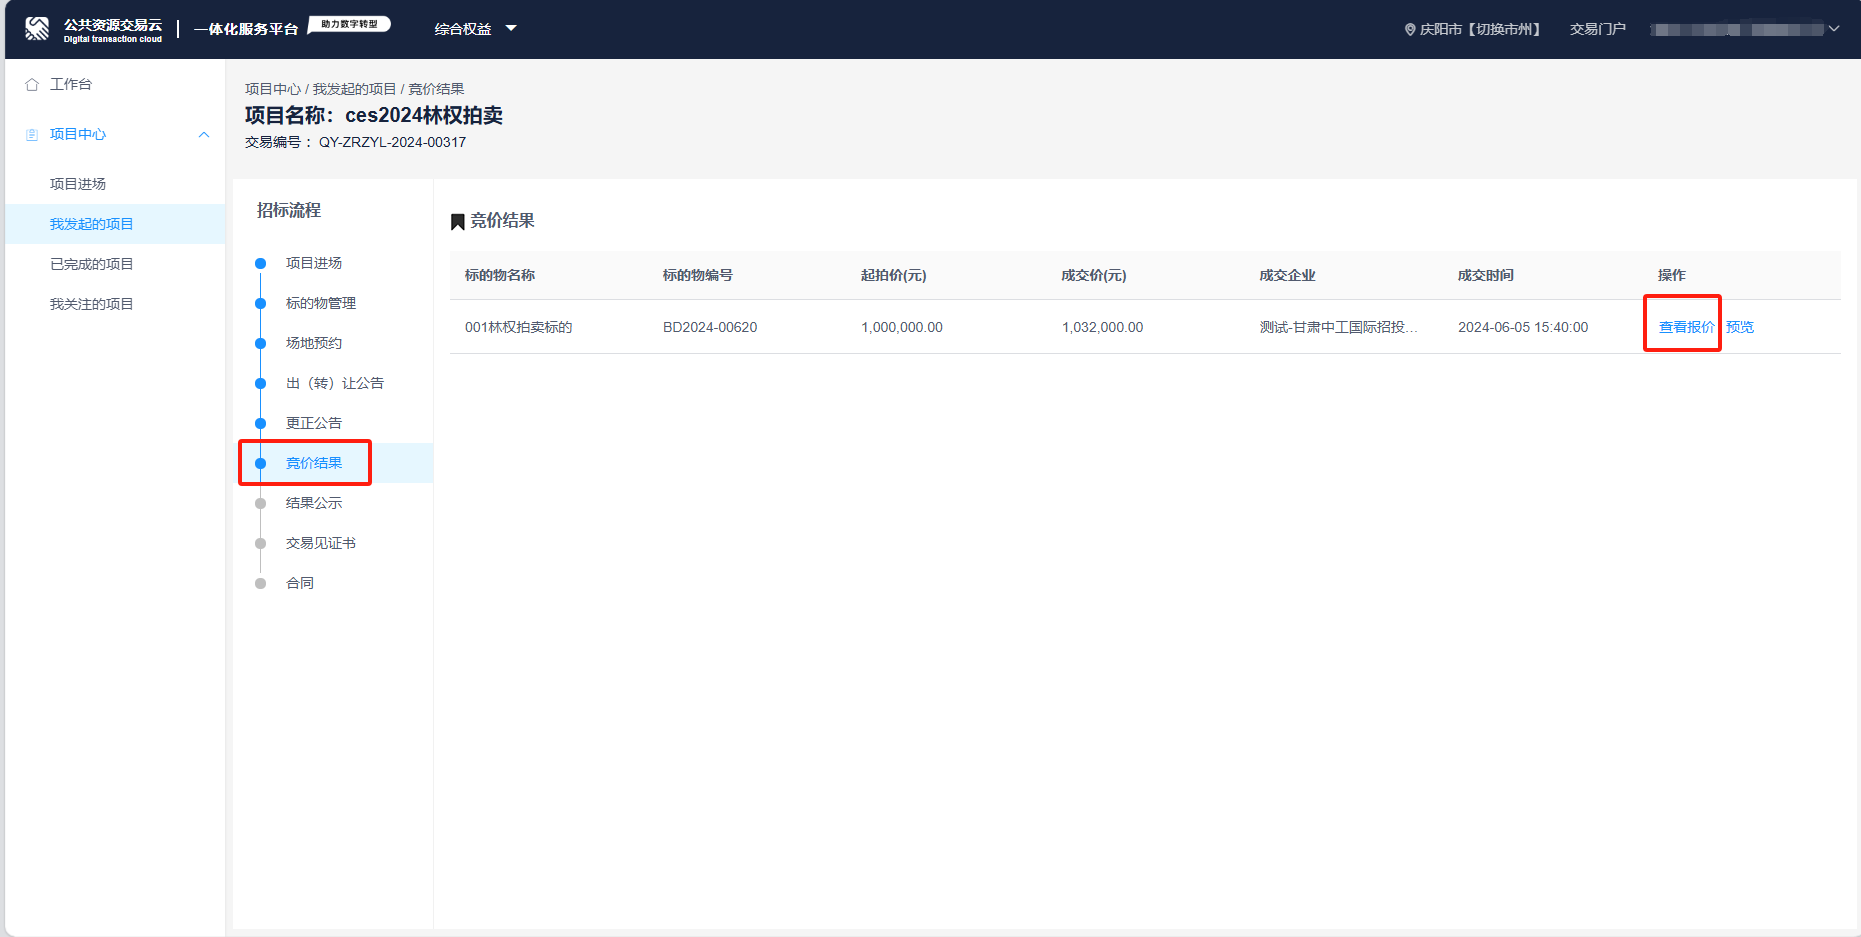 公共资源交易云
Digital transaction cloud
一体化服务平台
助力数字转型
综合权益
庆阳市【切换市州】
交易门户
工作台
项目中心
项目进场
我发起的项目
已完成的项目
我关注的项目
项目中心 / 我发起的项目 / 竞价结果
项目名称：ces2024林权拍卖
交易编号： QY-ZRZYL-2024-00317
招标流程
项目进场
标的物管理
场地预约
出（转）让公告
更正公告
竞价结果
结果公示
交易见证书
合同
竞价结果
标的物名称 标的物编号 起拍价(元) 成交价(元) 成交企业 成交时间 操作
001林权拍卖标的 BD2024-00620 1,000,000.00 1,032,000.00 测试-甘肃中工国际招投... 2024-06-05 15:40:00 查看报价 预览